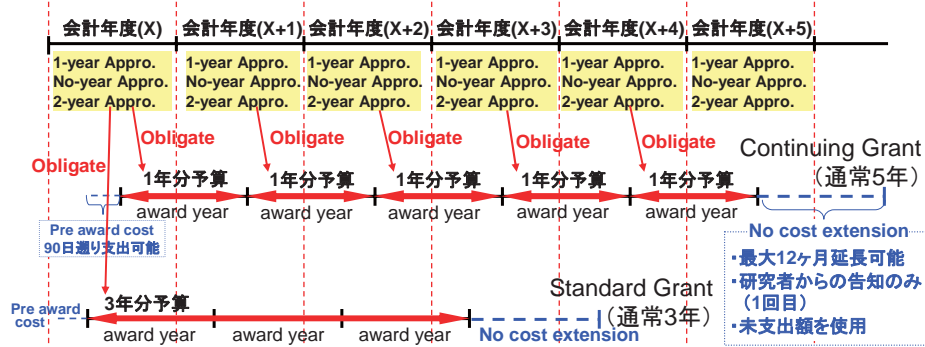 会計年度(X) 会計年度(X+1) 会計年度(X+2) 会計年度(X+3) 会計年度(X+4) 会計年度(X+5)
1-year Appro. 1-year Appro. 1-year Appro. 1-year Appro. 1-year Appro. 1-year Appro.
No-year Appro. No-year Appro. No-year Appro. No-year Appro. No-year Appro. No-year Appro.
2-year Appro. 2-year Appro. 2-year Appro. 2-year Appro. 2-year Appro. 2-year Appro.
Obligate Obligate Obligate Obligate Obligate
Obligate
Continuing Grant
(通常5年)
1年分予算 1年分予算 1年分予算 1年分予算 1年分予算
award year award year award year award year award year
Pre award cost
90日遡り支出可能
No cost extension
・最大12ヶ月延長可能
・研究者からの告知のみ
(1回目)
・未支出額を使用
Standard Grant
(通常3年)
Pre award
cost
3年分予算
award year award year award year
No cost extension